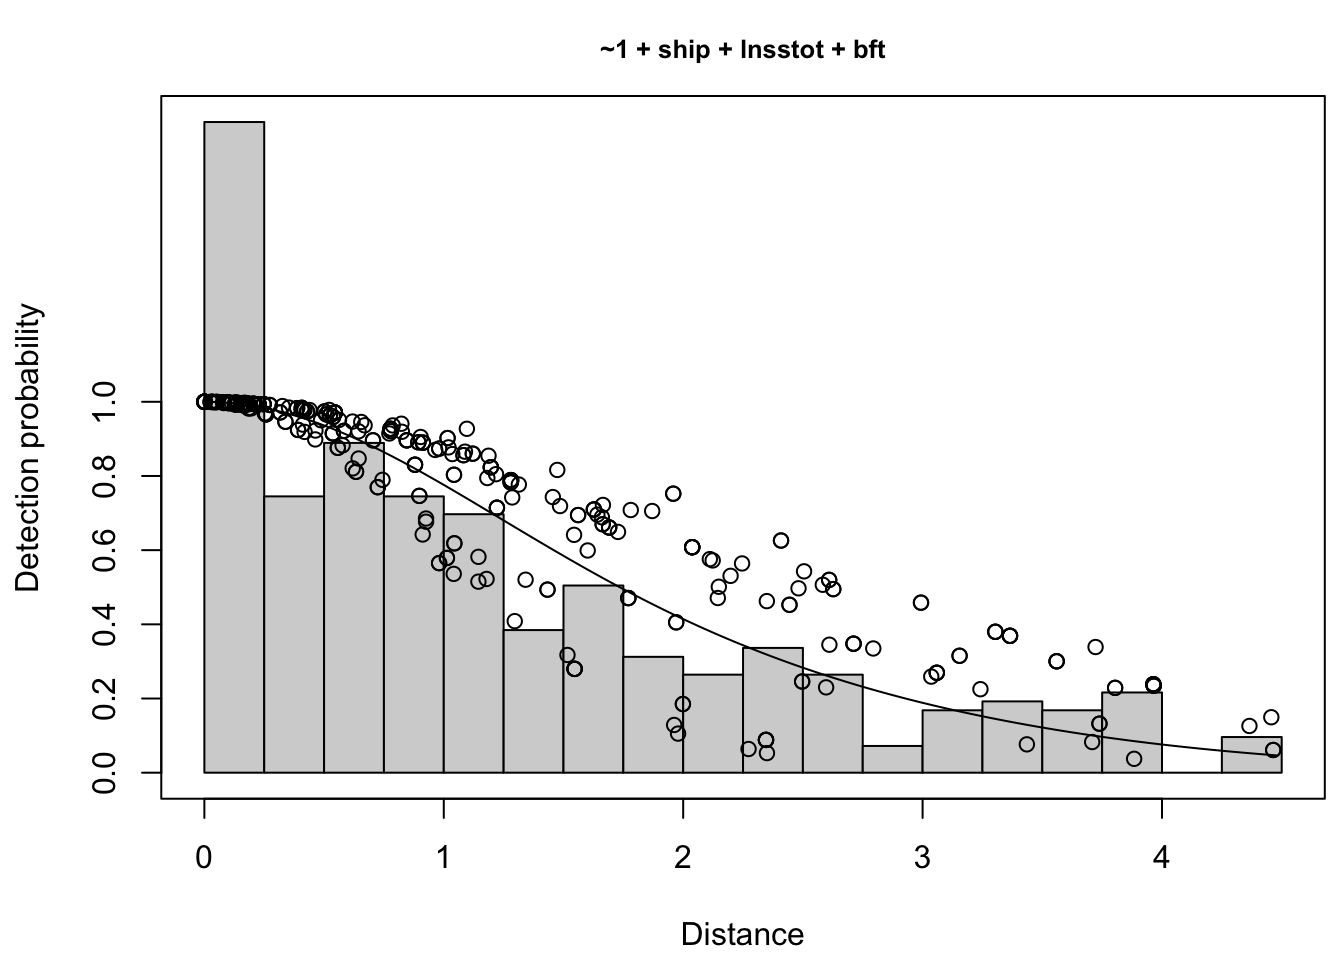 ~1 + ship + lnsstot + bft
Detection probability
1.0
0.8
0.6
0.4
0.2
0.0
0 1 2 3 4
Distance